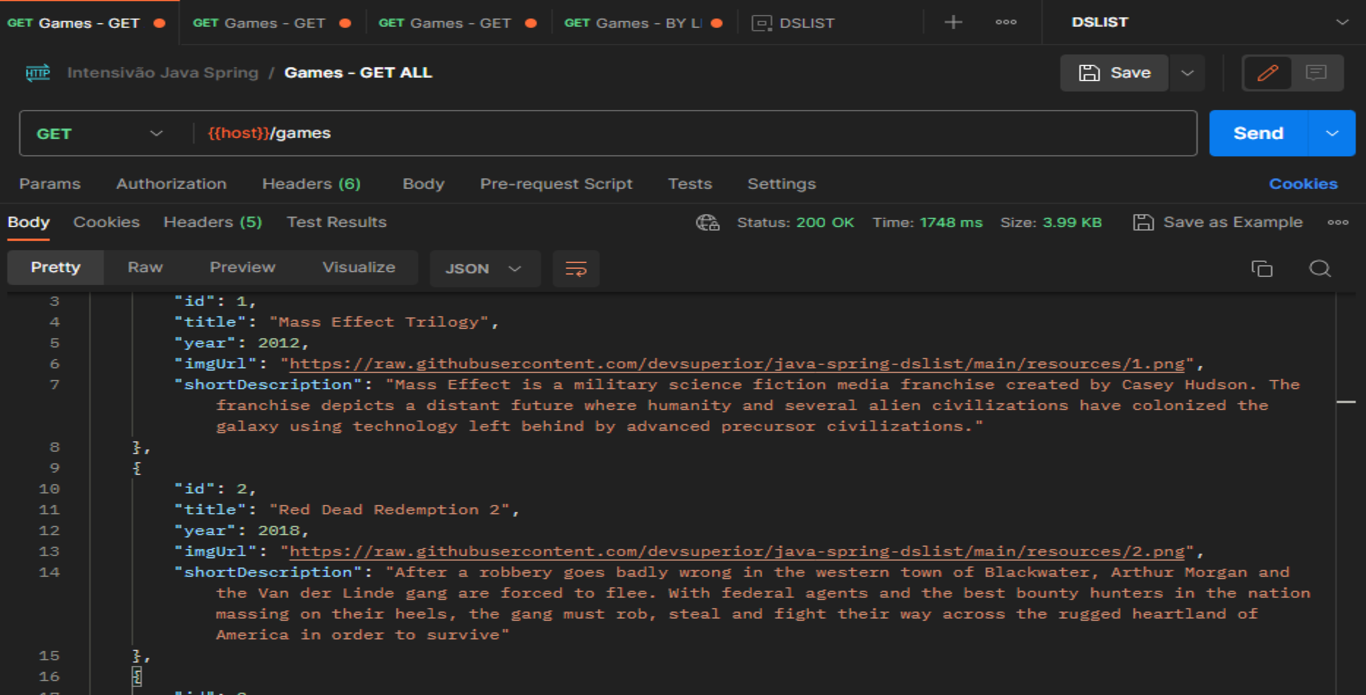 GET Games - GET GET Games - GET GET Games - GET GET Games - BY L DSLIST DSLIST
HTTP Intensivão Java Spring / Games - GET ALL Save
GET {{host}}/games Send
Params Authorization Headers (6) Body Pre-request Script Tests Settings Cookies
Body Cookies Headers (5) Test Results Status: 200 OK Time: 1748 ms Size: 3.99 KB Save as Example
Pretty Raw Preview Visualize JSON
3 "id": 1,
4 "title": "Mass Effect Trilogy",
5 "year": 2012,
6 "imgUrl": "https://raw.githubusercontent.com/devsuperior/java-spring-dslist/main/resources/1.png",
7 "shortDescription": "Mass Effect is a military science fiction media franchise created by Casey Hudson. The
franchise depicts a distant future where humanity and several alien civilizations have colonized the
galaxy using technology left behind by advanced precursor civilizations."
8 },
9 {
10 "id": 2,
11 "title": "Red Dead Redemption 2",
12 "year": 2018,
13 "imgUrl": "https://raw.githubusercontent.com/devsuperior/java-spring-dslist/main/resources/2.png",
14 "shortDescription": "After a robbery goes badly wrong in the western town of Blackwater, Arthur Morgan and
the Van der Linde gang are forced to flee. With federal agents and the best bounty hunters in the nation
massing on their heels, the gang must rob, steal and fight their way across the rugged heartland of
America in order to survive"
15 },
16 {